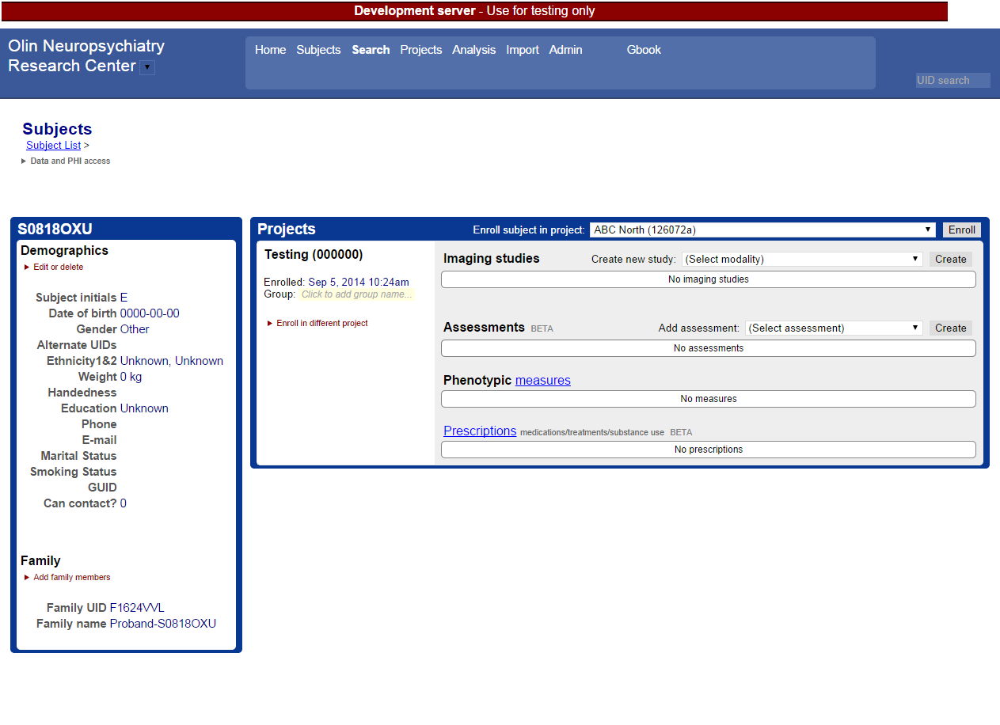 Development server - Use for testing only
Olin Neuropsychiatry
Research Center
Home Subjects Search Projects Analysis Import Admin Gbook
UID search
Subjects
Subject List >
Data and PHI access
S0818OXU
Demographics
Edit or delete
Subject initials E
Date of birth 0000-00-00
Gender Other
Alternate UIDs
Ethnicity1&2 Unknown, Unknown
Weight 0 kg
Handedness
Education Unknown
Phone
E-mail
Marital Status
Smoking Status
GUID
Can contact? 0
Family
Add family members
Family UID F1624VVL
Family name Proband-S0818OXU
Projects Enroll subject in project: ABC North (126072a) Enroll
Testing (000000)
Enrolled: Sep 5, 2014 10:24am
Group: Click to add group name...
Enroll in different project
Imaging studies Create new study: (Select modality) Create
No imaging studies
Assessments BETA Add assessment: (Select assessment) Create
No assessments
Phenotypic measures
No measures
Prescriptions medications/treatments/substance use BETA
No prescriptions